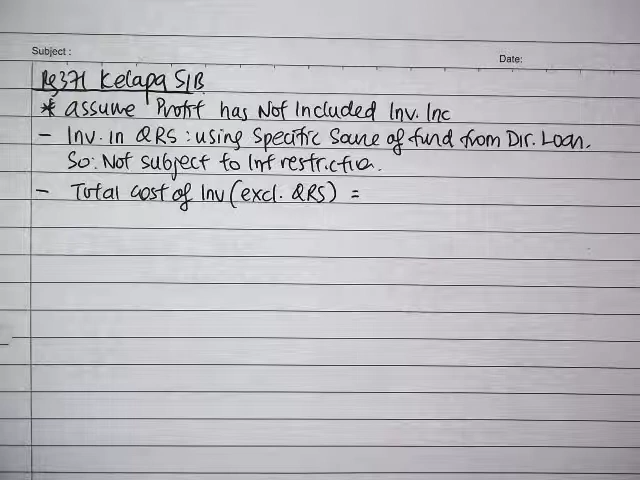 Subject :
Date:
Pg371 Kelapa S/B
* assume Profit has Not Included Inv. Inc
- Inv. in QRS : using Specific Source of fund from Dir. Loan.
So: Not subject to Int restriction.
- Total cost of Inv (excl. QRS) =